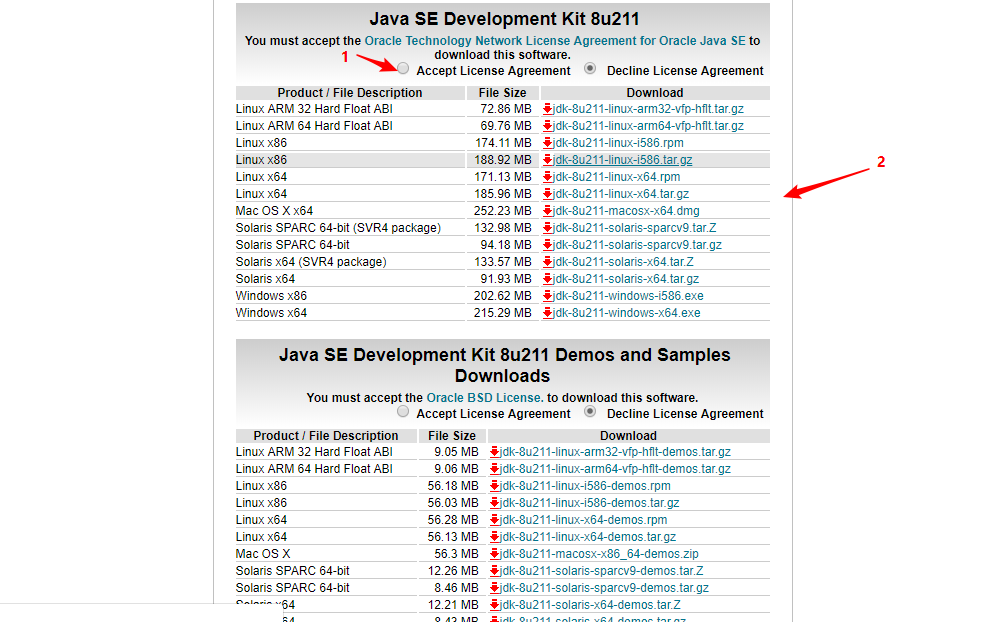 Java SE Development Kit 8u211
You must accept the Oracle Technology Network License Agreement for Oracle Java SE to
download this software.
1
Accept License Agreement Decline License Agreement
Product / File Description File Size Download
Linux ARM 32 Hard Float ABI 72.86 MB jdk-8u211-linux-arm32-vfp-hflt.tar.gz
Linux ARM 64 Hard Float ABI 69.76 MB jdk-8u211-linux-arm64-vfp-hflt.tar.gz
Linux x86 174.11 MB jdk-8u211-linux-i586.rpm
Linux x86 188.92 MB jdk-8u211-linux-i586.tar.gz
2
Linux x64 171.13 MB jdk-8u211-linux-x64.rpm
Linux x64 185.96 MB jdk-8u211-linux-x64.tar.gz
Mac OS X x64 252.23 MB jdk-8u211-macosx-x64.dmg
Solaris SPARC 64-bit (SVR4 package) 132.98 MB jdk-8u211-solaris-sparcv9.tar.Z
Solaris SPARC 64-bit 94.18 MB jdk-8u211-solaris-sparcv9.tar.gz
Solaris x64 (SVR4 package) 133.57 MB jdk-8u211-solaris-x64.tar.Z
Solaris x64 91.93 MB jdk-8u211-solaris-x64.tar.gz
Windows x86 202.62 MB jdk-8u211-windows-i586.exe
Windows x64 215.29 MB jdk-8u211-windows-x64.exe
Java SE Development Kit 8u211 Demos and Samples
Downloads
You must accept the Oracle BSD License. to download this software.
Accept License Agreement Decline License Agreement
Product / File Description File Size Download
Linux ARM 32 Hard Float ABI 9.05 MB jdk-8u211-linux-arm32-vfp-hflt-demos.tar.gz
Linux ARM 64 Hard Float ABI 9.06 MB jdk-8u211-linux-arm64-vfp-hflt-demos.tar.gz
Linux x86 56.18 MB jdk-8u211-linux-i586-demos.rpm
Linux x86 56.03 MB jdk-8u211-linux-i586-demos.tar.gz
Linux x64 56.28 MB jdk-8u211-linux-x64-demos.rpm
Linux x64 56.13 MB jdk-8u211-linux-x64-demos.tar.gz
Mac OS X 56.3 MB jdk-8u211-macosx-x86_64-demos.zip
Solaris SPARC 64-bit 12.26 MB jdk-8u211-solaris-sparcv9-demos.tar.Z
Solaris SPARC 64-bit 8.46 MB jdk-8u211-solaris-sparcv9-demos.tar.gz
Solaris x64 12.21 MB jdk-8u211-solaris-x64-demos.tar.Z
64 8.43 MB jdk-8u211-solaris-x64-demos.tar.gz